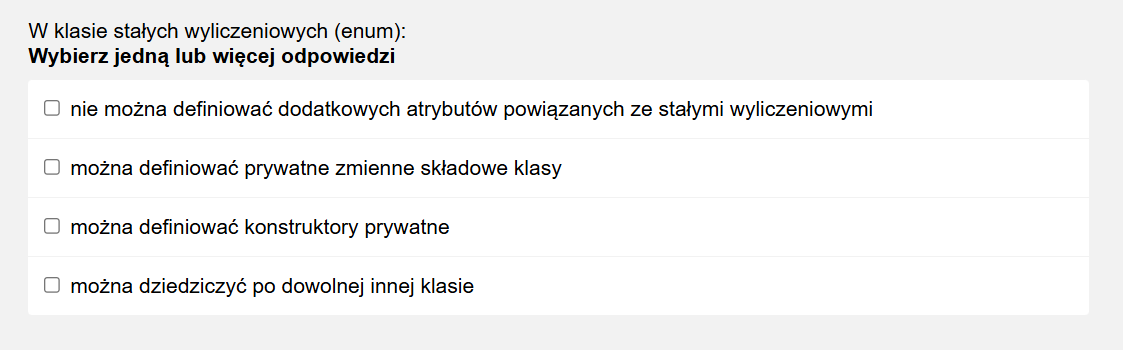 W klasie stałych wyliczeniowych (enum):
Wybierz jedną lub więcej odpowiedzi
nie można definiować dodatkowych atrybutów powiązanych ze stałymi wyliczeniowymi
można definiować prywatne zmienne składowe klasy
można definiować konstruktory prywatne
można dziedziczyć po dowolnej innej klasie